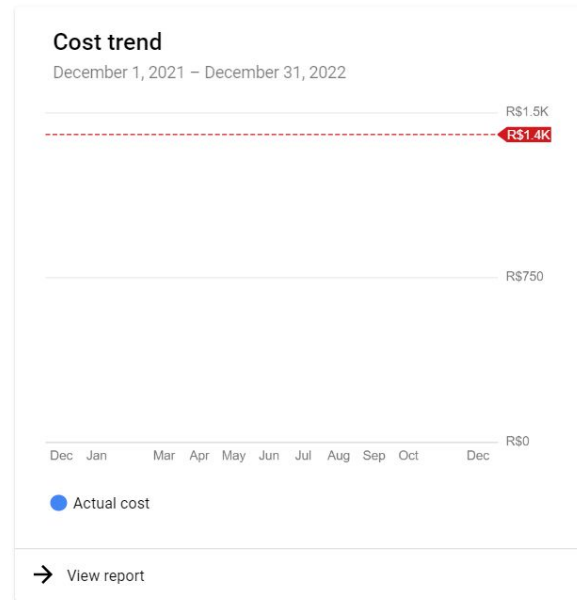 Cost trend
December 1, 2021 – December 31, 2022
R$1.5K
R$1.4K
R$750
R$0
Dec Jan Mar Apr May Jun Jul Aug Sep Oct Dec
Actual cost
View report